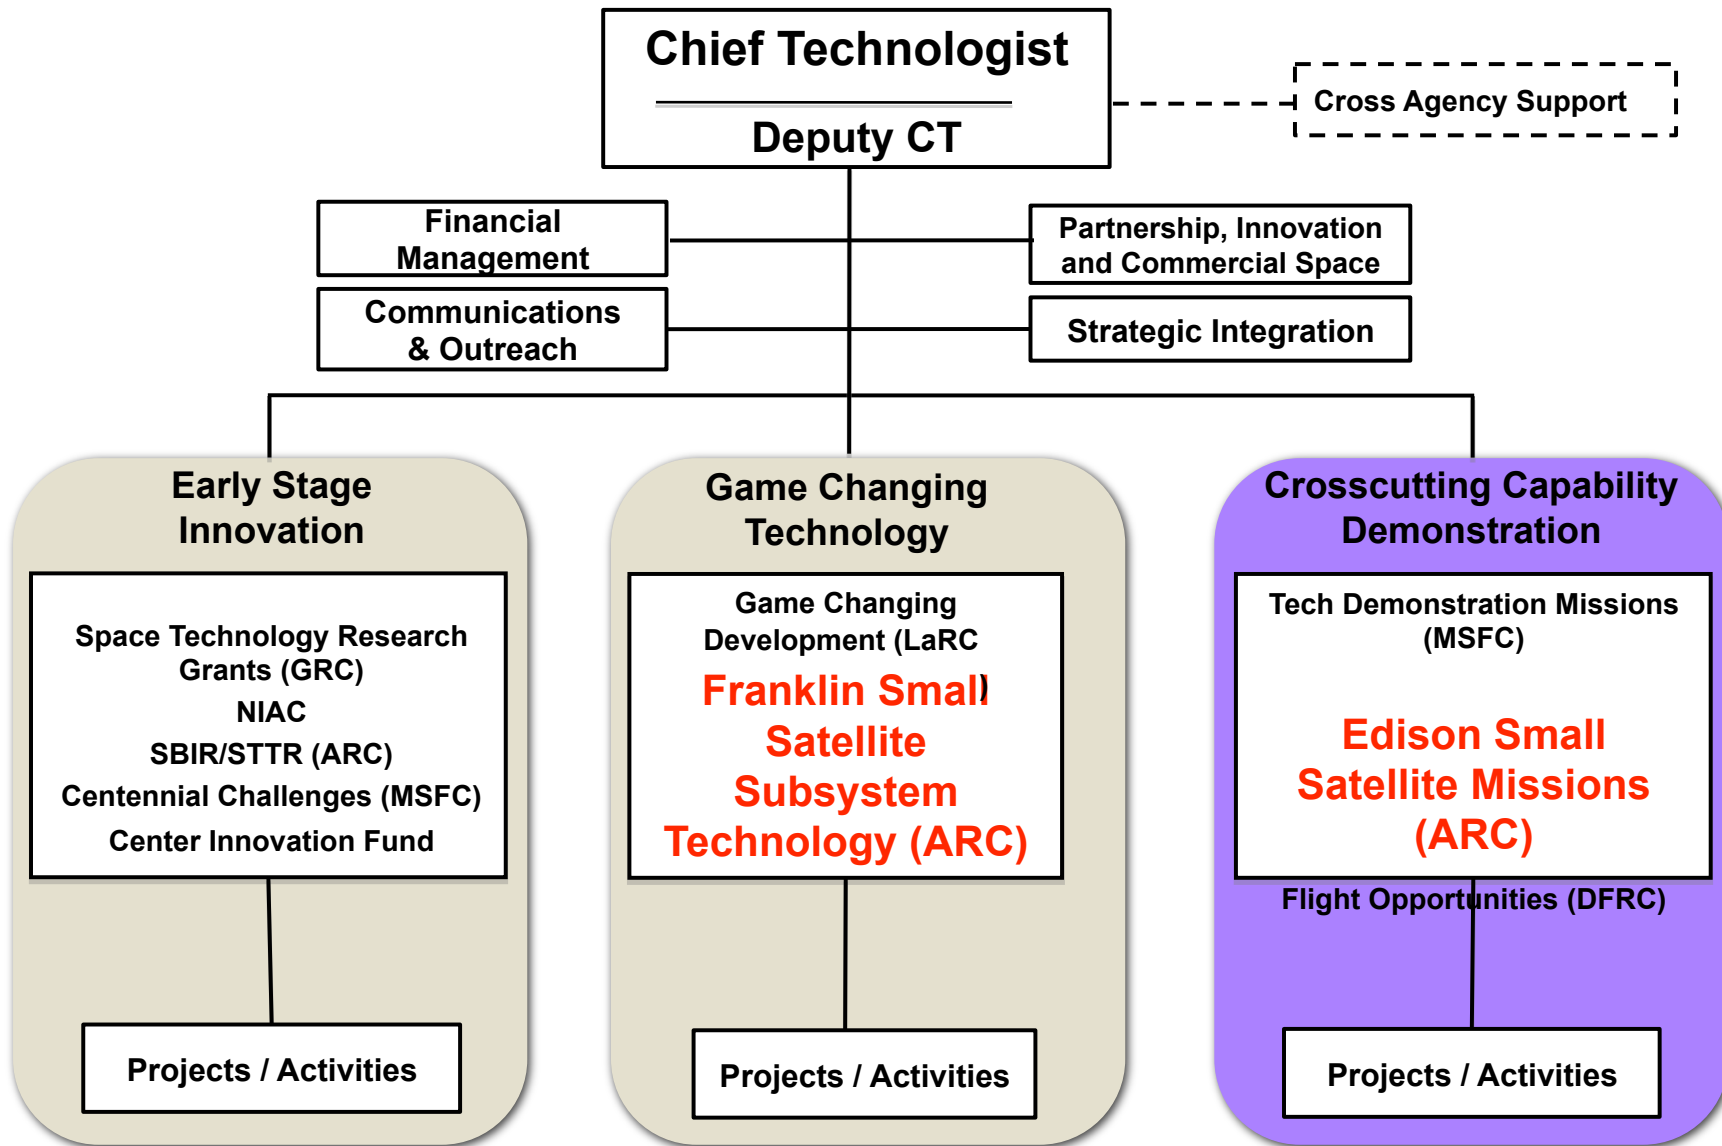 Chief Technologist
Deputy CT
Cross Agency Support
Financial
Management
Partnership, Innovation
and Commercial Space
Communications
& Outreach
Strategic Integration
Early Stage
Innovation
Space Technology Research
Grants (GRC)
NIAC
SBIR/STTR (ARC)
Centennial Challenges (MSFC)
Center Innovation Fund
Projects / Activities
Game Changing
Technology
Game Changing
Development (LaRC
)
Franklin Small
Satellite
Subsystem
Technology (ARC)
Projects / Activities
Crosscutting Capability
Demonstration
Tech Demonstration Missions
(MSFC)
Edison Small
Satellite Missions
(ARC)
Flight Opportunities (DFRC)
Projects / Activities